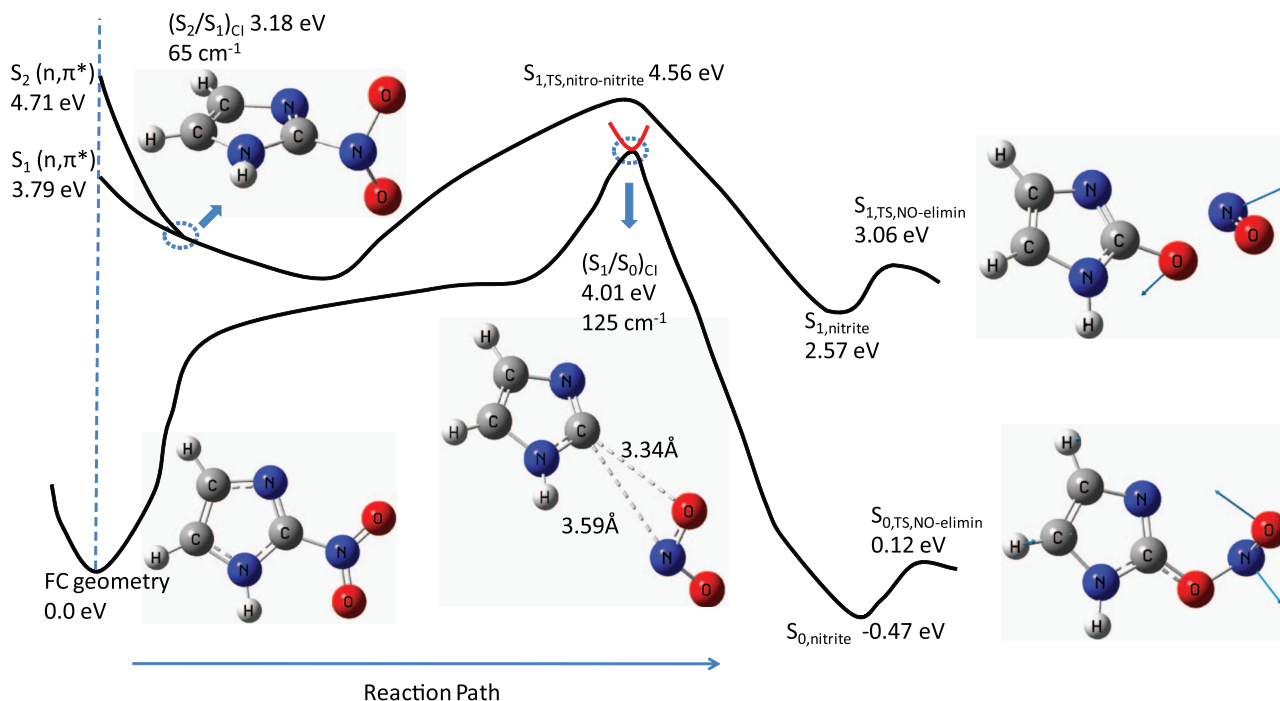 (S2/S1)CI 3.18 eV
65 cm-1
S2 (n,π*)
4.71 eV
S1 (n,π*)
3.79 eV
H
C
N
O
H
C
C
N
N
H
O
S1,TS,nitro-nitrite 4.56 eV
(S1/S0)CI
4.01 eV
125 cm-1
S1,TS,NO-elimin
3.06 eV
S1,nitrite
2.57 eV
H
C
N
N
O
H
C
C
O
N
H
H
C
N
H
C
C
N
H
3.34Å
3.59Å
O
N
O
H
C
N
O
H
C
C
N
N
H
O
FC geometry
0.0 eV
S0,TS,NO-elimin
0.12 eV
S0,nitrite -0.47 eV
H
C
N
O
H
C
C
N
N
O
H
Reaction Path